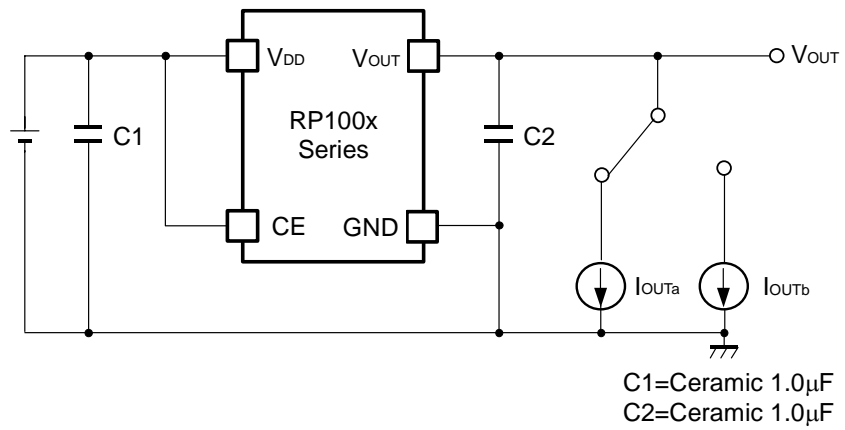 VDD VOUT VOUT
RP100x
Series
C1 C2
CE GND
IOUTa IOUTb
C1=Ceramic 1.0μF
C2=Ceramic 1.0μF